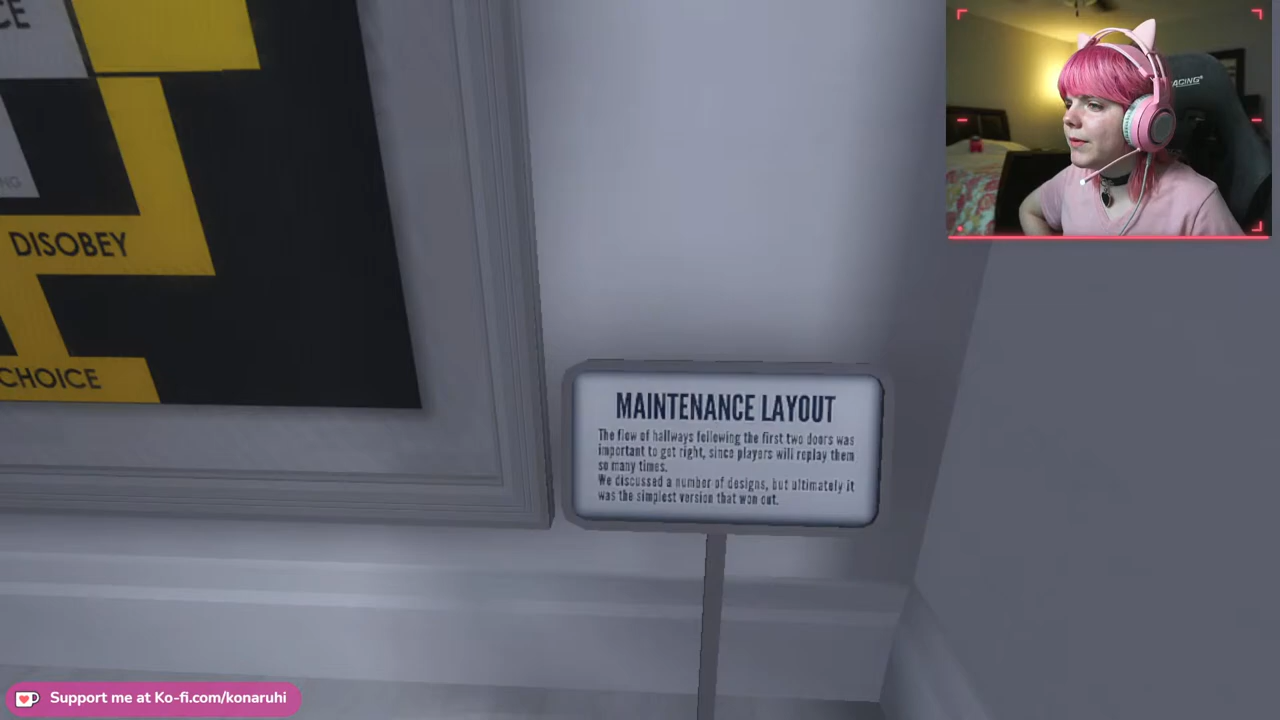 CE
NG
DISOBEY
CHOICE
MAINTENANCE LAYOUT
The flow of hallways following the first two doors was
important to get right, since players will replay them
so many times.
We discussed a number of designs, but ultimately it
was the simplest version that won out.
ACING
Support me at Ko-fi.com/konaruhi